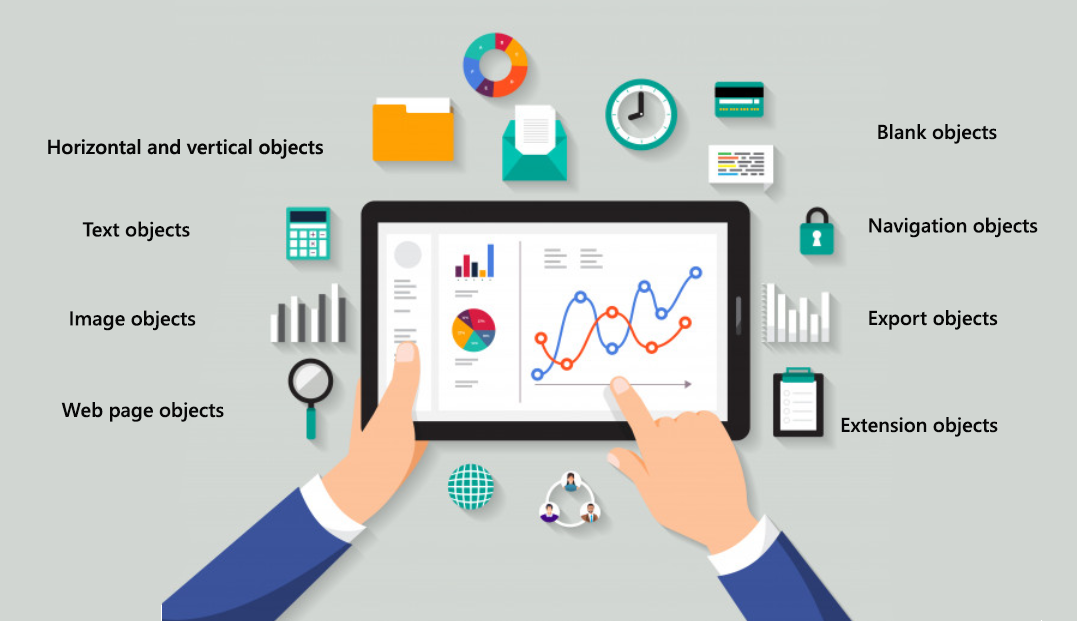 Horizontal and vertical objects
Blank objects
Text objects
Navigation objects
Image objects
Export objects
Web page objects
Extension objects